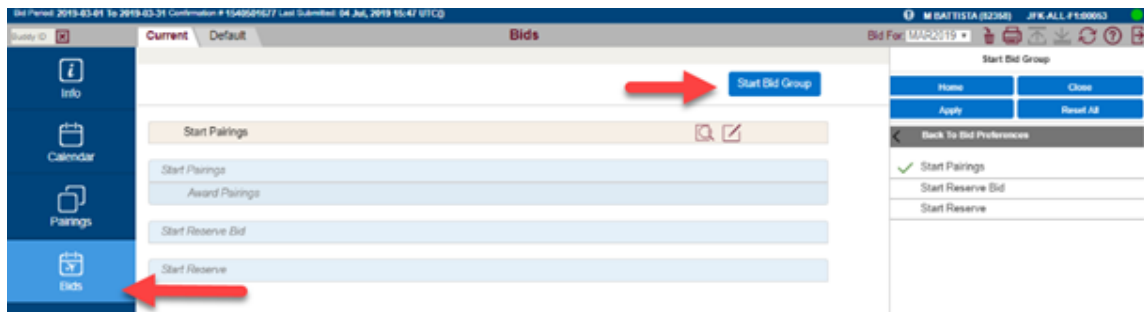 Bid Period: 2019-03-01 To 2019-03-31 Confirmation # 1540501677 Last Submitted: 04 Jul, 2019 15:47 UTC()
M BATTISTA (82368) JFK-ALL-F1:00053
Buddy ID
Current Default Bids Bid For: MAR2019
Start Bid Group
Info
Start Bid Group
Home Close
Apply Reset All
Start Pairings
Back To Bid Preferences
Calendar
Start Pairings
Start Pairings
Award Pairings
Start Reserve Bid
Start Reserve
Pairings
Start Reserve Bid
Start Reserve
Bids